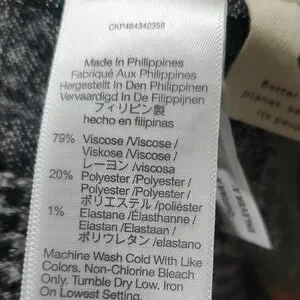 CKP464342358
Made In Philippines
Fabriqué Aux Philippines
Hergestellt In Den Philippinen
Vervaardigd In De Filippijnen
フィリピン製
hecho en filipinas
79% Viscose /Viscose /
Viskose /Viscose /
レーヨン /viscosa
20% Polyester /Polyester /
Polyester /Polyester /
ポリエステル /poliéster
1% Elastane /Élasthanne /
Elastan /Elastaan /
ポリウレタン /elastano
Machine Wash Cold With Like
Colors. Non-Chlorine Bleach
Only. Tumble Dry Low. Iron
On Lowest Setting.
Better
planet